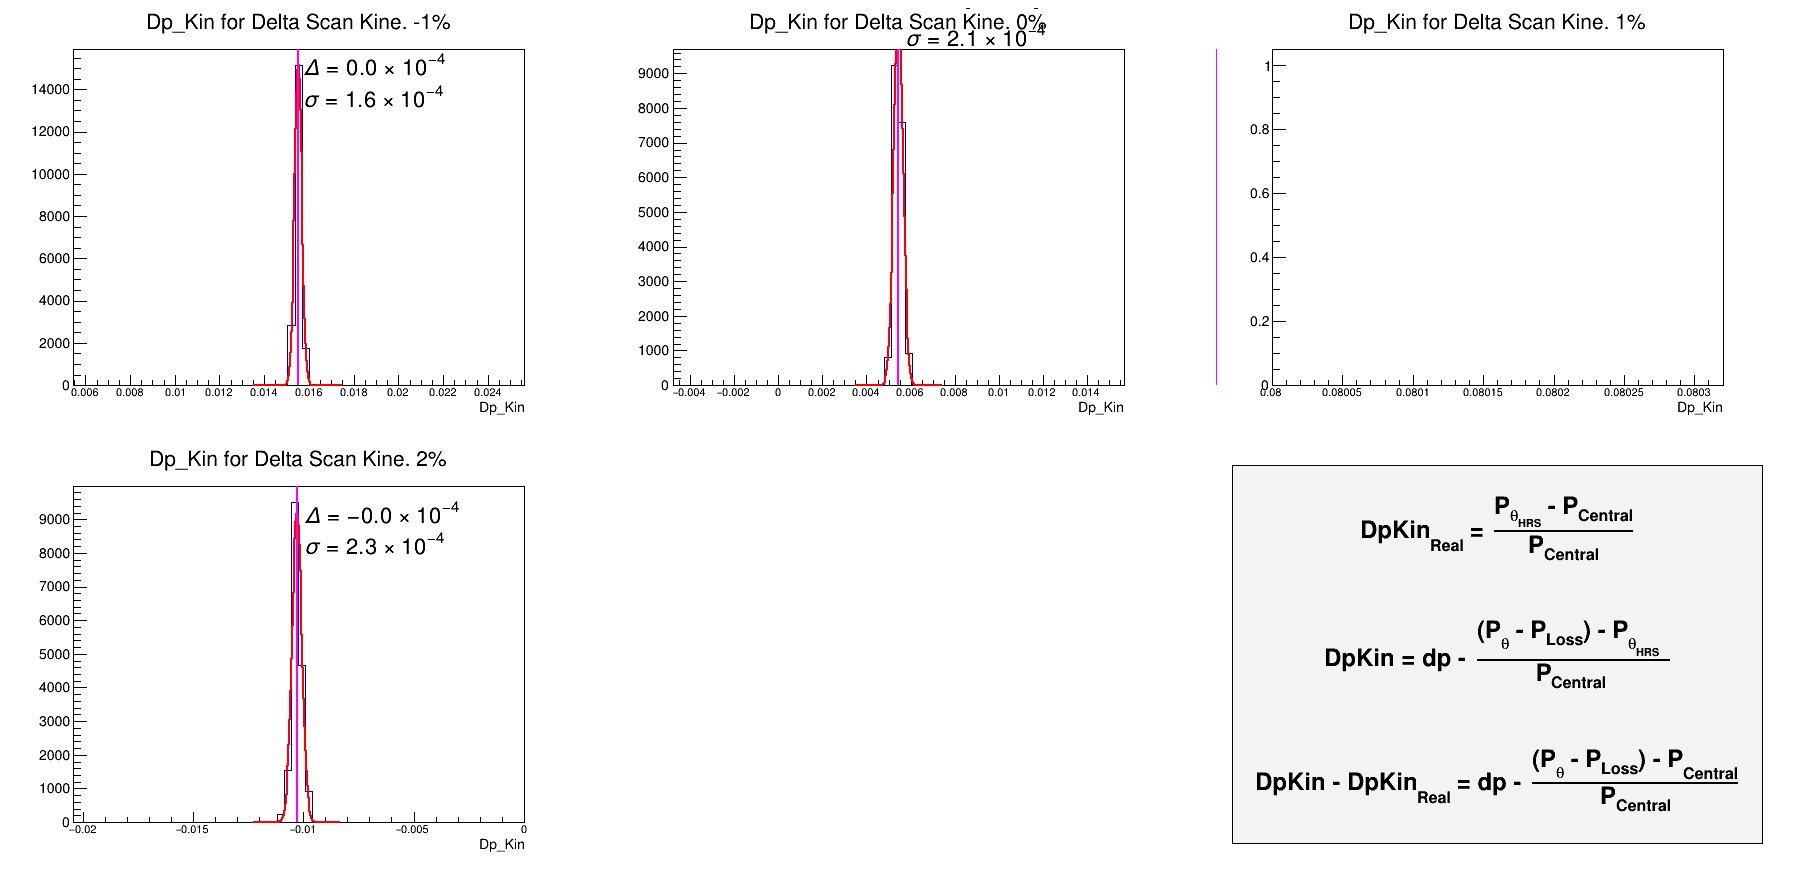 Dp_Kin for Delta Scan Kine. -1%
Δ = 0.0 × 10⁻⁴
σ = 1.6 × 10⁻⁴
14000
12000
10000
8000
6000
4000
2000
0
0.006 0.008 0.01 0.012 0.014 0.016 0.018 0.02 0.022 0.024
Dp_Kin
Dp_Kin for Delta Scan Kine. 0%
σ = 2.1 × 10⁻⁴
9000
8000
7000
6000
5000
4000
3000
2000
1000
0
−0.004 −0.002 0 0.002 0.004 0.006 0.008 0.01 0.012 0.014
Dp_Kin
Dp_Kin for Delta Scan Kine. 1%
1
0.8
0.6
0.4
0.2
0
0.08 0.08005 0.0801 0.08015 0.0802 0.08025 0.0803
Dp_Kin
Dp_Kin for Delta Scan Kine. 2%
Δ = −0.0 × 10⁻⁴
σ = 2.3 × 10⁻⁴
9000
8000
7000
6000
5000
4000
3000
2000
1000
0
−0.02 −0.015 −0.01 −0.005 0
Dp_Kin
P_θ_HRS - P_Central
DpKin_Real =
P_Central
(P_θ - P_Loss) - P_θ_HRS
DpKin = dp -
P_Central
(P_θ - P_Loss) - P_Central
DpKin - DpKin_Real = dp -
P_Central